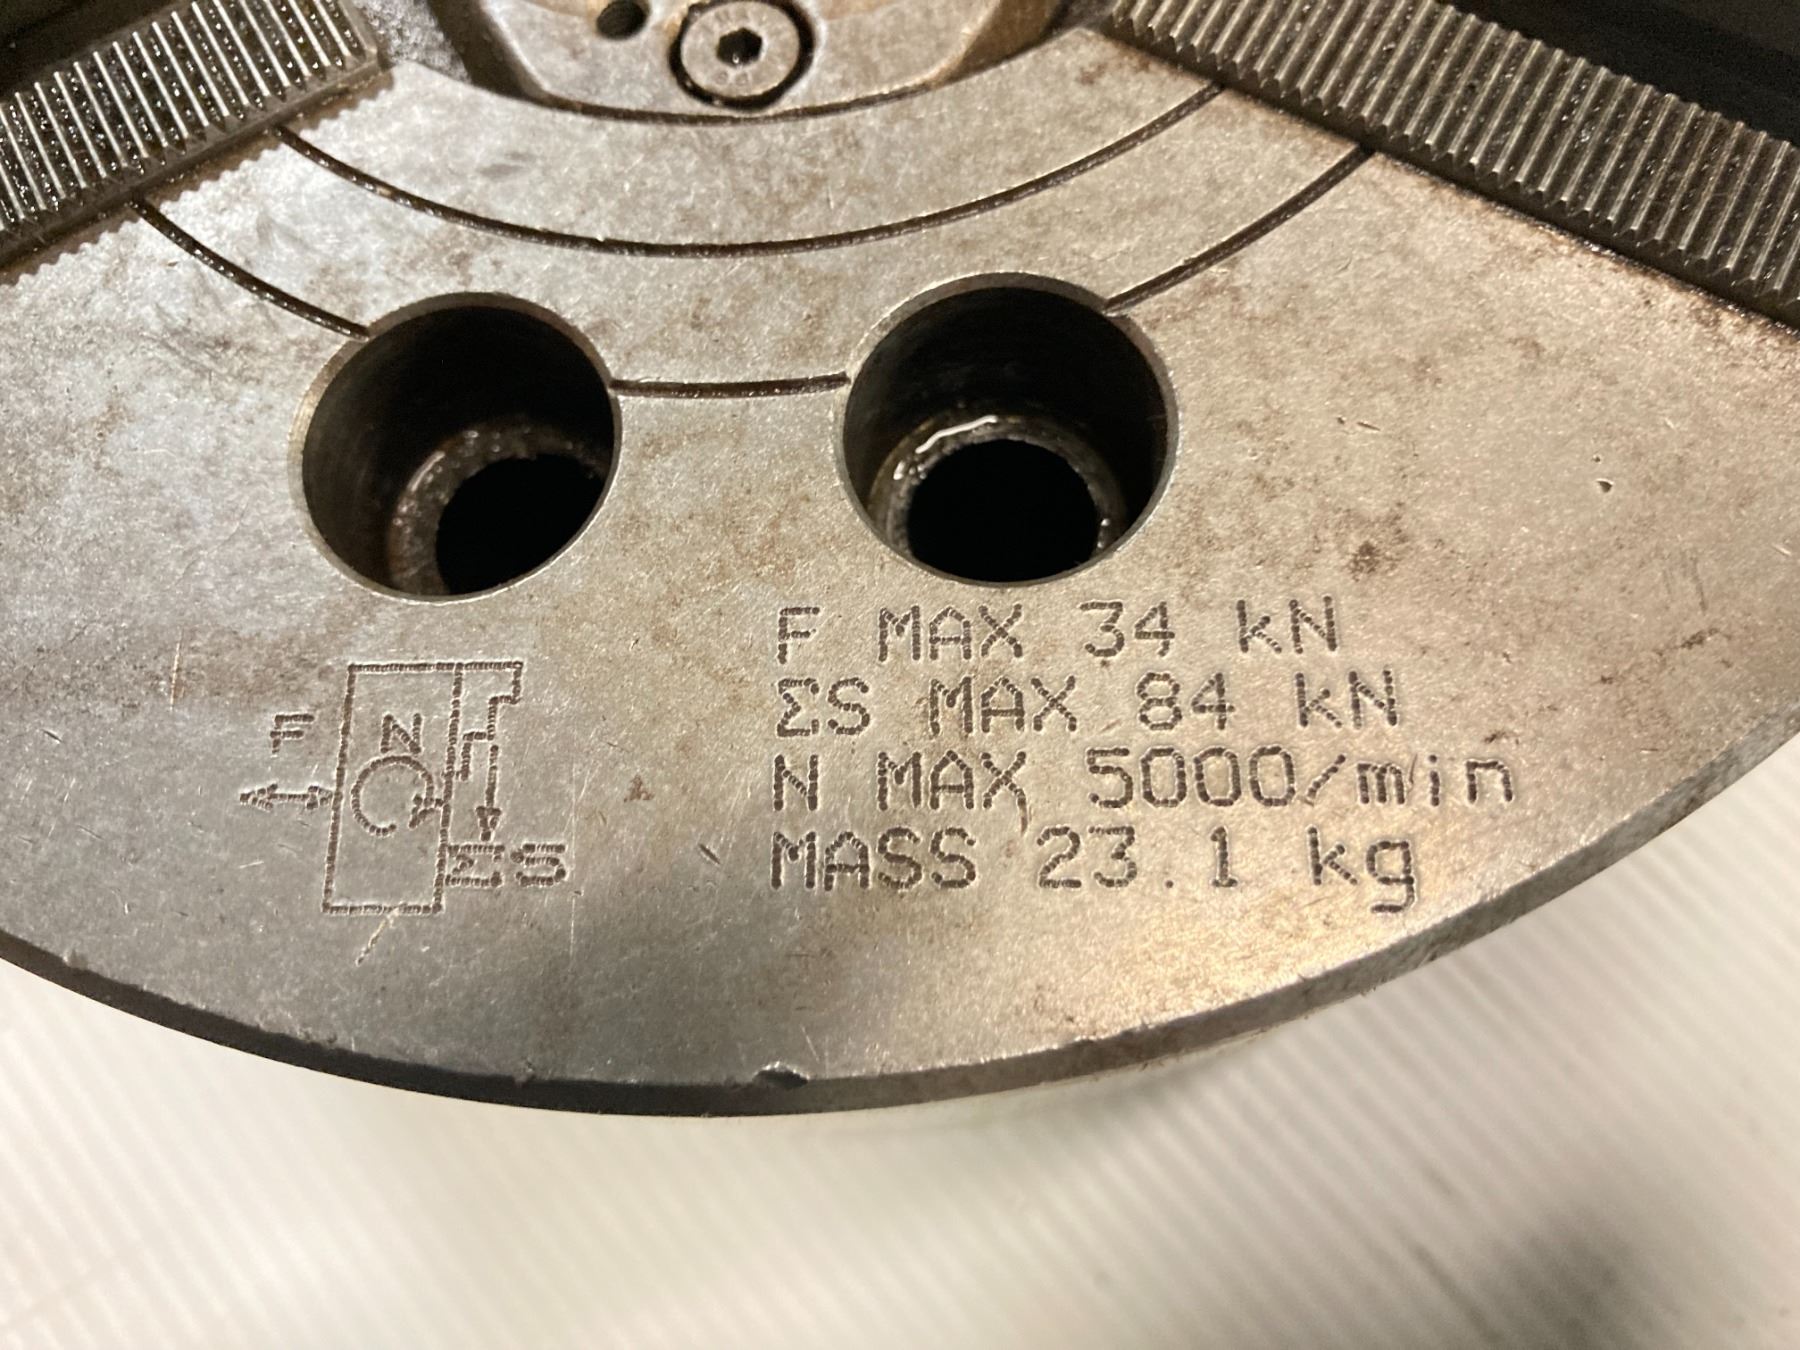 F MAX 34 kN
ΣS MAX 84 kN
N MAX 5000/min
MASS 23.1 kg
F
N
ΣS